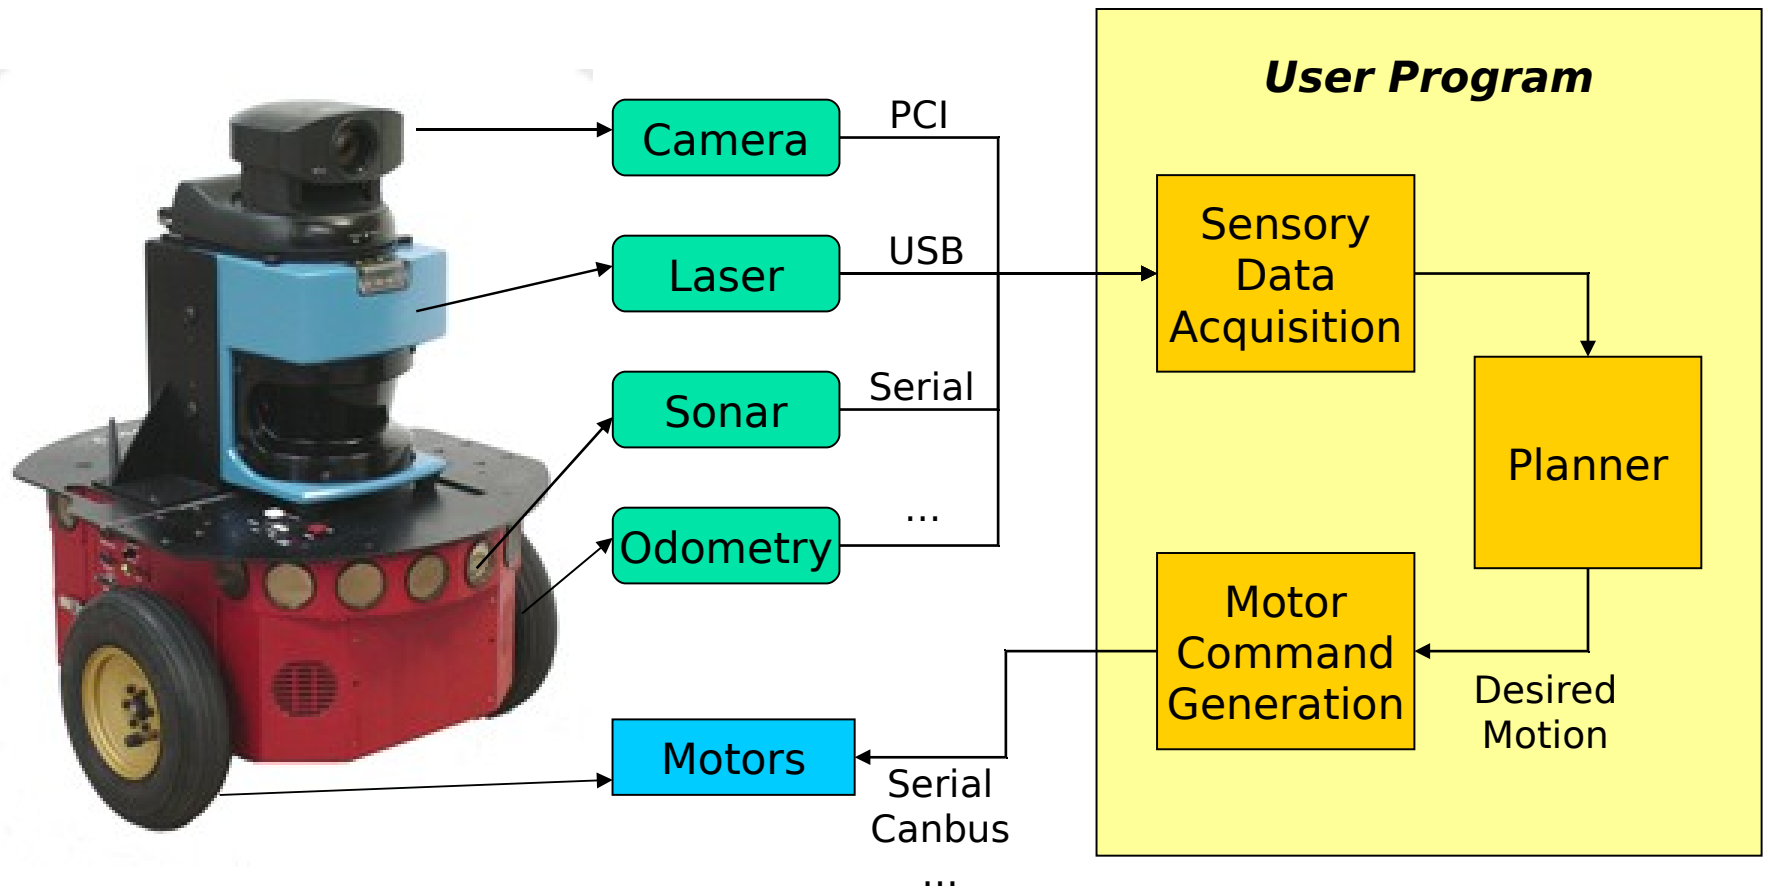 User Program
Camera
PCI
Laser
USB
Sonar
Serial
Odometry
...
Sensory
Data
Acquisition
Planner
Motor
Command
Generation
Desired
Motion
Motors
Serial
Canbus
...